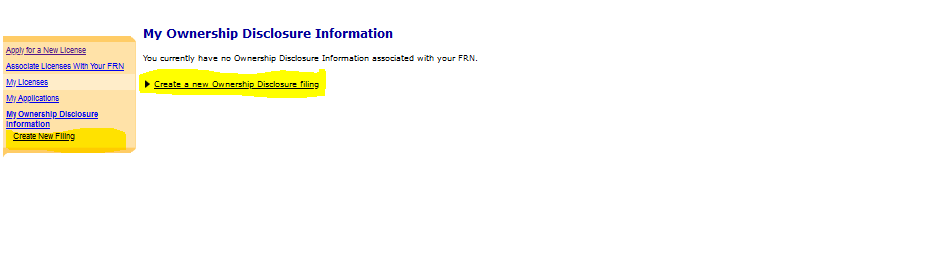 My Ownership Disclosure Information
Apply for a New License
Associate Licenses With Your FRN
You currently have no Ownership Disclosure Information associated with your FRN.
My Licenses
Create a new Ownership Disclosure filing
My Applications
My Ownership Disclosure
Information
Create New Filing